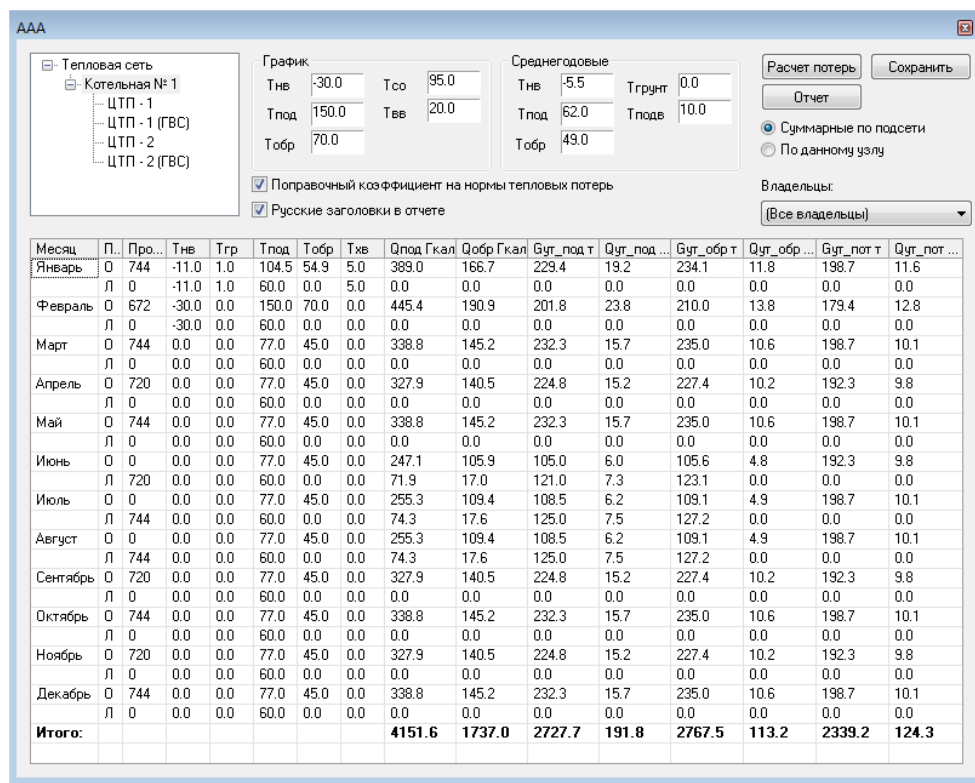 AAA
Тепловая сеть
Котельная № 1
ЦТП - 1
ЦТП - 1 (ГВС)
ЦТП - 2
ЦТП - 2 (ГВС)
График
Тнв -30.0 Тсо 95.0
Тпод 150.0 Твв 20.0
Тобр 70.0
Среднегодовые
Тнв -5.5 Тгрунт 0.0
Тпод 62.0 Тподв 10.0
Тобр 49.0
Расчет потерь Сохранить
Отчет
Суммарные по подсети
По данному узлу
Поправочный коэффициент на нормы тепловых потерь
Русские заголовки в отчете
Владельцы:
(Все владельцы)
Месяц П... Про... Тнв Тгр Тпод Тобр Тхв Qпод Гкал Qобр Гкал Gут_под т Qут_под ... Gут_обр т Qут_обр ... Gут_пот т Qут_пот ...
Январь О 744 -11.0 1.0 104.5 54.9 5.0 389.0 166.7 229.4 19.2 234.1 11.8 198.7 11.6
Л 0 -11.0 1.0 60.0 0.0 5.0 0.0 0.0 0.0 0.0 0.0 0.0 0.0 0.0
Февраль О 672 -30.0 0.0 150.0 70.0 0.0 445.4 190.9 201.8 23.8 210.0 13.8 179.4 12.8
Л 0 -30.0 0.0 60.0 0.0 0.0 0.0 0.0 0.0 0.0 0.0 0.0 0.0 0.0
Март О 744 0.0 0.0 77.0 45.0 0.0 338.8 145.2 232.3 15.7 235.0 10.6 198.7 10.1
Л 0 0.0 0.0 60.0 0.0 0.0 0.0 0.0 0.0 0.0 0.0 0.0 0.0 0.0
Апрель О 720 0.0 0.0 77.0 45.0 0.0 327.9 140.5 224.8 15.2 227.4 10.2 192.3 9.8
Л 0 0.0 0.0 60.0 0.0 0.0 0.0 0.0 0.0 0.0 0.0 0.0 0.0 0.0
Май О 744 0.0 0.0 77.0 45.0 0.0 338.8 145.2 232.3 15.7 235.0 10.6 198.7 10.1
Л 0 0.0 0.0 60.0 0.0 0.0 0.0 0.0 0.0 0.0 0.0 0.0 0.0 0.0
Июнь О 0 0.0 0.0 77.0 45.0 0.0 247.1 105.9 105.0 6.0 105.6 4.8 192.3 9.8
Л 720 0.0 0.0 60.0 0.0 0.0 71.9 17.0 121.0 7.3 123.1 0.0 0.0 0.0
Июль О 0 0.0 0.0 77.0 45.0 0.0 255.3 109.4 108.5 6.2 109.1 4.9 198.7 10.1
Л 744 0.0 0.0 60.0 0.0 0.0 74.3 17.6 125.0 7.5 127.2 0.0 0.0 0.0
Август О 0 0.0 0.0 77.0 45.0 0.0 255.3 109.4 108.5 6.2 109.1 4.9 198.7 10.1
Л 744 0.0 0.0 60.0 0.0 0.0 74.3 17.6 125.0 7.5 127.2 0.0 0.0 0.0
Сентябрь О 720 0.0 0.0 77.0 45.0 0.0 327.9 140.5 224.8 15.2 227.4 10.2 192.3 9.8
Л 0 0.0 0.0 60.0 0.0 0.0 0.0 0.0 0.0 0.0 0.0 0.0 0.0 0.0
Октябрь О 744 0.0 0.0 77.0 45.0 0.0 338.8 145.2 232.3 15.7 235.0 10.6 198.7 10.1
Л 0 0.0 0.0 60.0 0.0 0.0 0.0 0.0 0.0 0.0 0.0 0.0 0.0 0.0
Ноябрь О 720 0.0 0.0 77.0 45.0 0.0 327.9 140.5 224.8 15.2 227.4 10.2 192.3 9.8
Л 0 0.0 0.0 60.0 0.0 0.0 0.0 0.0 0.0 0.0 0.0 0.0 0.0 0.0
Декабрь О 744 0.0 0.0 77.0 45.0 0.0 338.8 145.2 232.3 15.7 235.0 10.6 198.7 10.1
Л 0 0.0 0.0 60.0 0.0 0.0 0.0 0.0 0.0 0.0 0.0 0.0 0.0 0.0
Итого: 4151.6 1737.0 2727.7 191.8 2767.5 113.2 2339.2 124.3